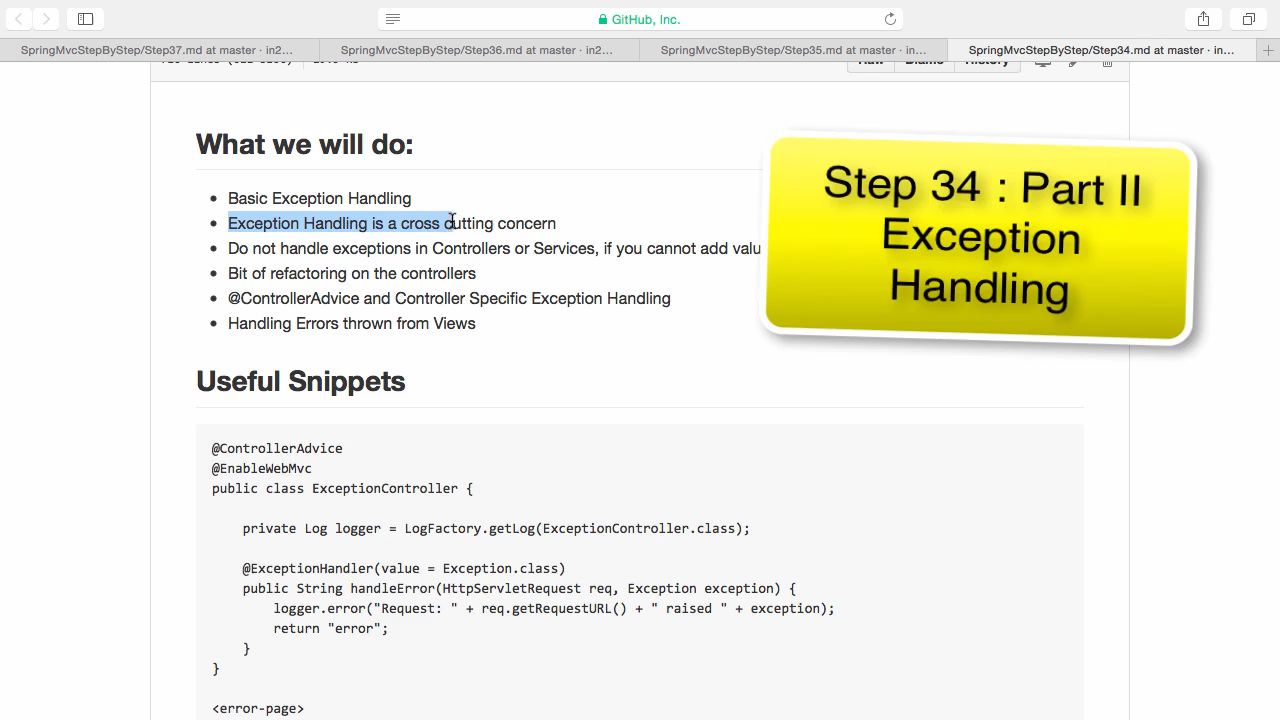 GitHub, Inc.
SpringMvcStepByStep/Step37.md at master · in2...
SpringMvcStepByStep/Step36.md at master · in2...
SpringMvcStepByStep/Step35.md at master · in...
SpringMvcStepByStep/Step34.md at master · in...
Raw Blame History
What we will do:
• Basic Exception Handling
• Exception Handling is a cross cutting concern
• Do not handle exceptions in Controllers or Services, if you cannot add valu
• Bit of refactoring on the controllers
• @ControllerAdvice and Controller Specific Exception Handling
• Handling Errors thrown from Views
Step 34 : Part II
Exception
Handling
Useful Snippets
@ControllerAdvice
@EnableWebMvc
public class ExceptionController {
private Log logger = LogFactory.getLog(ExceptionController.class);
@ExceptionHandler(value = Exception.class)
public String handleError(HttpServletRequest req, Exception exception) {
logger.error("Request: " + req.getRequestURL() + " raised " + exception);
return "error";
}
}
<error-page>